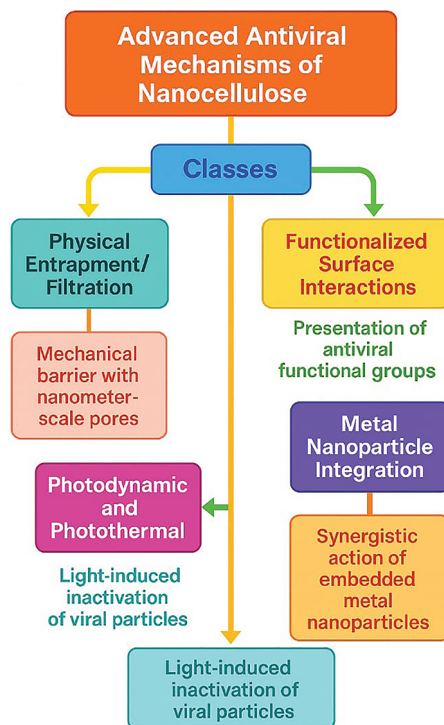 Advanced Antiviral
Mechanisms of
Nanocellulose
Classes
Physical
Entrapment/
Filtration
Functionalized
Surface
Interactions
Mechanical
barrier with
nanometer-
scale pores
Presentation of
antiviral
functional groups
Metal
Nanoparticle
Integration
Photodynamic
and
Photothermal
Synergistic
action of
embedded
metal
nanoparticles
Light-induced
inactivation
of viral particles
Light-induced
inactivation of
viral particles